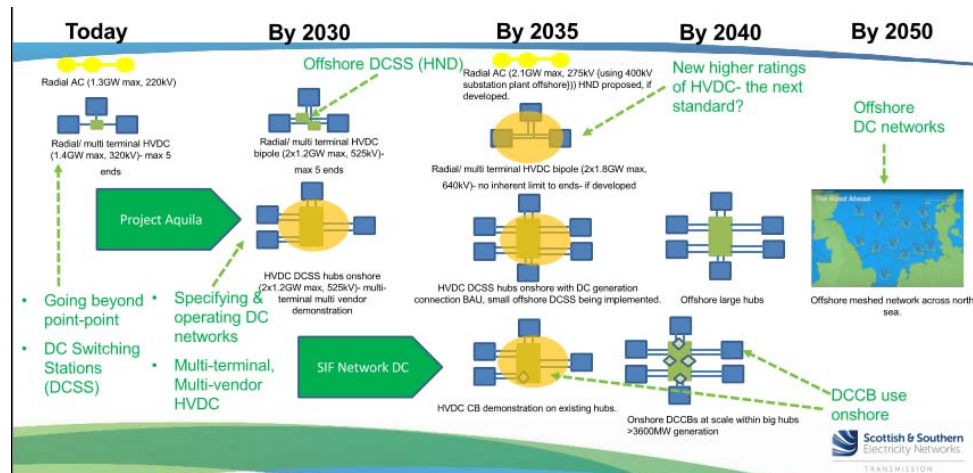 Today
By 2030
By 2035
By 2040
By 2050
Radial AC (1.3GW max, 220kV)
Radial/ multi terminal HVDC
(1.4GW max, 320kV)- max 5
ends
Offshore DCSS (HND)
Radial/ multi terminal HVDC
bipole (2x1.2GW max, 525kV)-
max 5 ends
Radial AC (2.1GW max, 275kV (using 400kV
substation plant offshore))) HND proposed, if
developed.
Radial/ multi terminal HVDC bipole (2x1.8GW max,
640kV)- no inherent limit to ends- if developed
New higher ratings
of HVDC- the next
standard?
Offshore
DC networks
Project Aquila
HVDC DCSS hubs onshore
(2x1.2GW max, 525kV)- multi-
terminal multi vendor
demonstration
HVDC DCSS hubs onshore with DC generation
connection BAU, small offshore DCSS being implemented.
Offshore large hubs
The Road Ahead
Offshore meshed network across north
sea.
• Going beyond
point-point
• DC Switching
Stations
(DCSS)
• Specifying &
operating DC
networks
• Multi-terminal,
Multi-vendor
HVDC
SIF Network DC
HVDC CB demonstration on existing hubs.
Onshore DCCBs at scale within big hubs
>3600MW generation
DCCB use
onshore
Scottish & Southern
Electricity Networks
TRANSMISSION